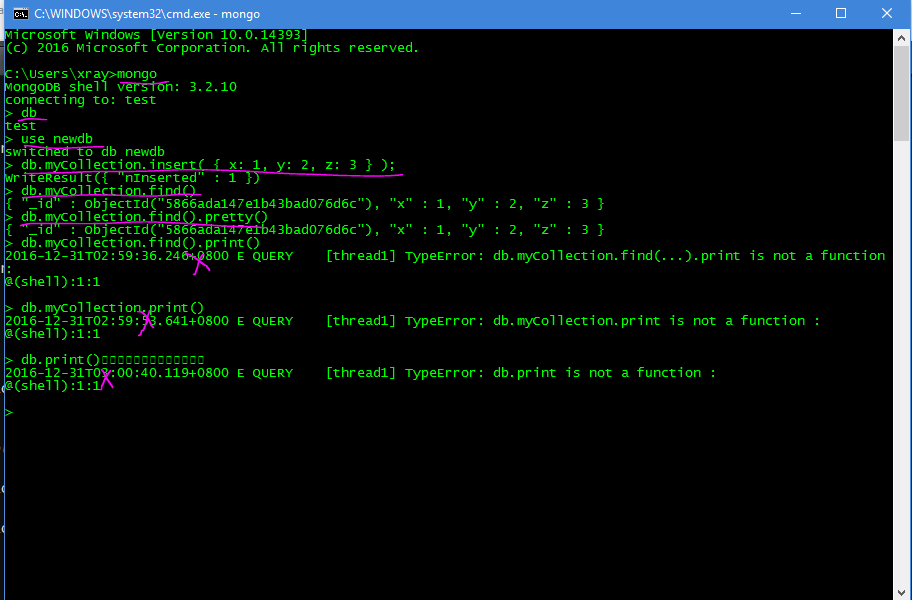 C:\WINDOWS\system32\cmd.exe - mongo
Microsoft Windows [Version 10.0.14393]
(c) 2016 Microsoft Corporation. All rights reserved.
C:\Users\xray>mongo
MongoDB shell version: 3.2.10
connecting to: test
> db
test
> use newdb
switched to db newdb
> db.myCollection.insert( { x: 1, y: 2, z: 3 } );
WriteResult({ "nInserted" : 1 })
> db.myCollection.find()
{ "_id" : ObjectId("5866ada147e1b43bad076d6c"), "x" : 1, "y" : 2, "z" : 3 }
> db.myCollection.find().pretty()
{ "_id" : ObjectId("5866ada147e1b43bad076d6c"), "x" : 1, "y" : 2, "z" : 3 }
> db.myCollection.find().print()
2016-12-31T02:59:36.246+0800 E QUERY    [thread1] TypeError: db.myCollection.find(...).print is not a function
:
@(shell):1:1
> db.myCollection.print()
2016-12-31T02:59:53.641+0800 E QUERY    [thread1] TypeError: db.myCollection.print is not a function :
@(shell):1:1
> db.print()▯▯▯▯▯▯▯▯▯▯▯▯▯
2016-12-31T03:00:40.119+0800 E QUERY    [thread1] TypeError: db.print is not a function :
@(shell):1:1
>